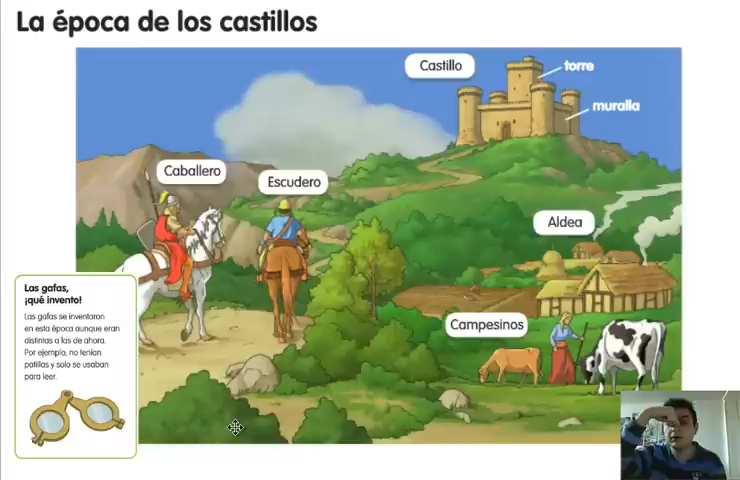 La época de los castillos
Castillo
torre
muralla
Caballero
Escudero
Aldea
Campesinos
Las gafas,
¡qué invento!
Las gafas se inventaron
en esta época aunque eran
distintas a las de ahora.
Por ejemplo, no tenían
patillas y solo se usaban
para leer.